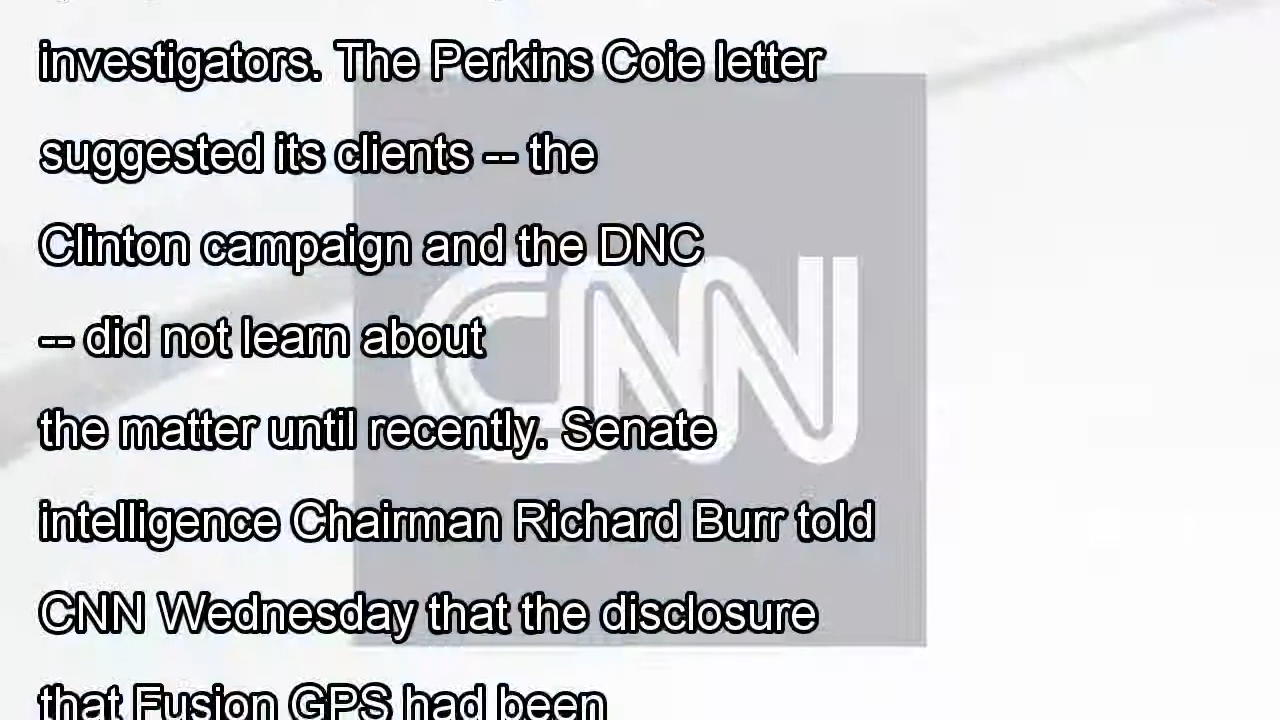 investigators. The Perkins Coie letter
suggested its clients -- the
Clinton campaign and the DNC
-- did not learn about
the matter until recently. Senate
intelligence Chairman Richard Burr told
CNN Wednesday that the disclosure
that Fusion GPS had been
CNN